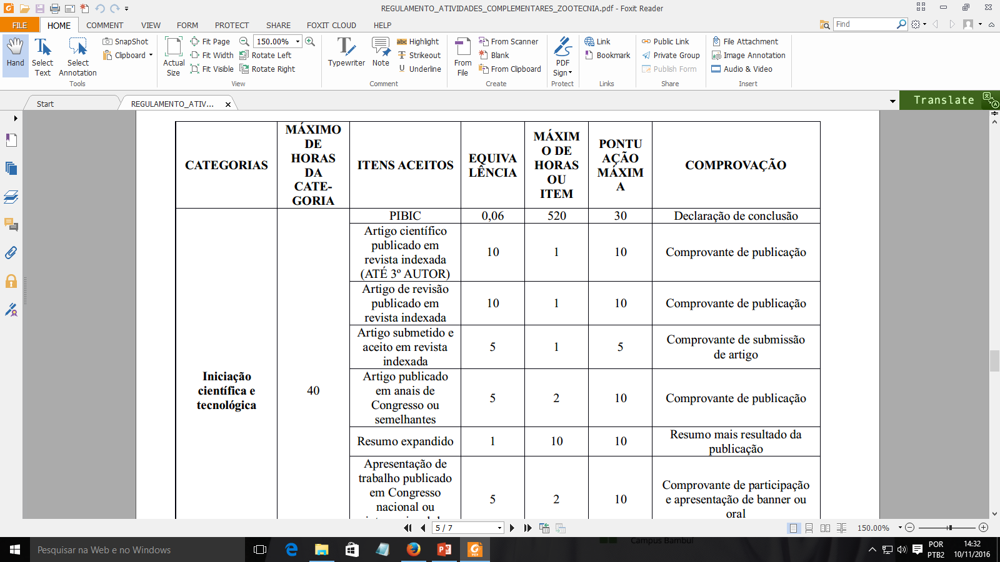 REGULAMENTO_ATIVIDADES_COMPLEMENTARES_ZOOTECNIA.pdf - Foxit Reader
FILE HOME COMMENT VIEW FORM PROTECT SHARE FOXIT CLOUD HELP Find
Hand
Select Text
Select Annotation
SnapShot
Clipboard
Tools
Actual Size
Fit Page
Fit Width
Fit Visible
150.00%
Rotate Left
Rotate Right
View
Typewriter
Note
abc Highlight
Strikeout
U Underline
Comment
From File
From Scanner
Blank
From Clipboard
Create
PDF Sign
Protect
Link
Bookmark
Links
Public Link
Private Group
Publish Form
Share
File Attachment
Image Annotation
Audio & Video
Insert
Start REGULAMENTO_ATIV... Translate
CATEGORIAS
MÁXIMO
DE
HORAS
DA
CATE-
GORIA
ITENS ACEITOS
EQUIVA
LÊNCIA
MÁXIM
O DE
HORAS
OU
ITEM
PONTU
AÇÃO
MÁXIM
A
COMPROVAÇÃO
Iniciação
científica e
tecnológica
40
PIBIC 0,06 520 30 Declaração de conclusão
Artigo científico
publicado em
revista indexada
(ATÉ 3º AUTOR)
10 1 10 Comprovante de publicação
Artigo de revisão
publicado em
revista indexada
10 1 10 Comprovante de publicação
Artigo submetido e
aceito em revista
indexada
5 1 5 Comprovante de submissão
de artigo
Artigo publicado
em anais de
Congresso ou
semelhantes
5 2 10 Comprovante de publicação
Resumo expandido 1 10 10 Resumo mais resultado da
publicação
Apresentação de
trabalho publicado
em Congresso
nacional ou
5 2 10 Comprovante de participação
e apresentação de banner ou
oral
5 / 7 150.00%
Campus Bambuí
Pesquisar na Web e no Windows
POR
PTB2
14:32
10/11/2016